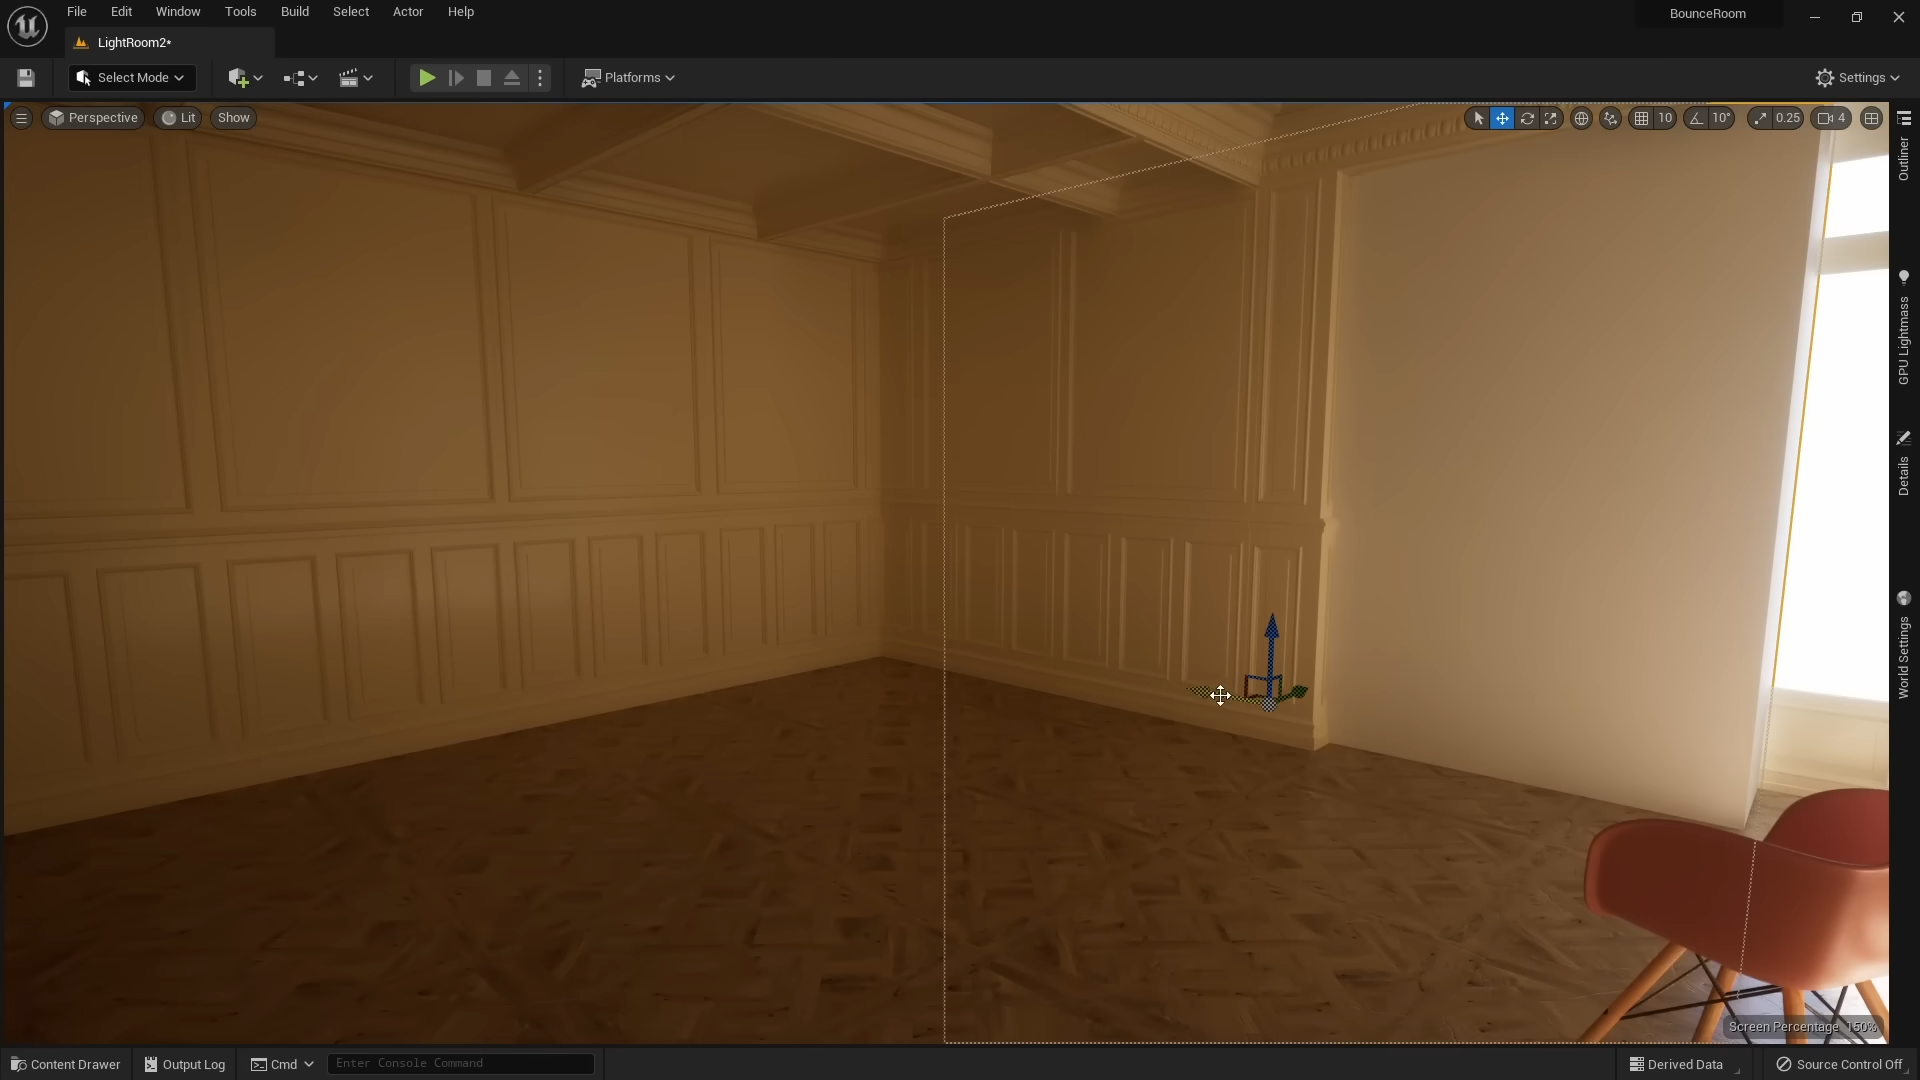 File Edit Window Tools Build Select Actor Help
BounceRoom
LightRoom2*
Select Mode
Platforms
Settings
Perspective
Lit
Show
10
10°
0.25
4
Outliner
GPU Lightmass
Details
World Settings
Screen Percentage 150%
Content Drawer
Output Log
Cmd
Enter Console Command
Derived Data
Source Control Off